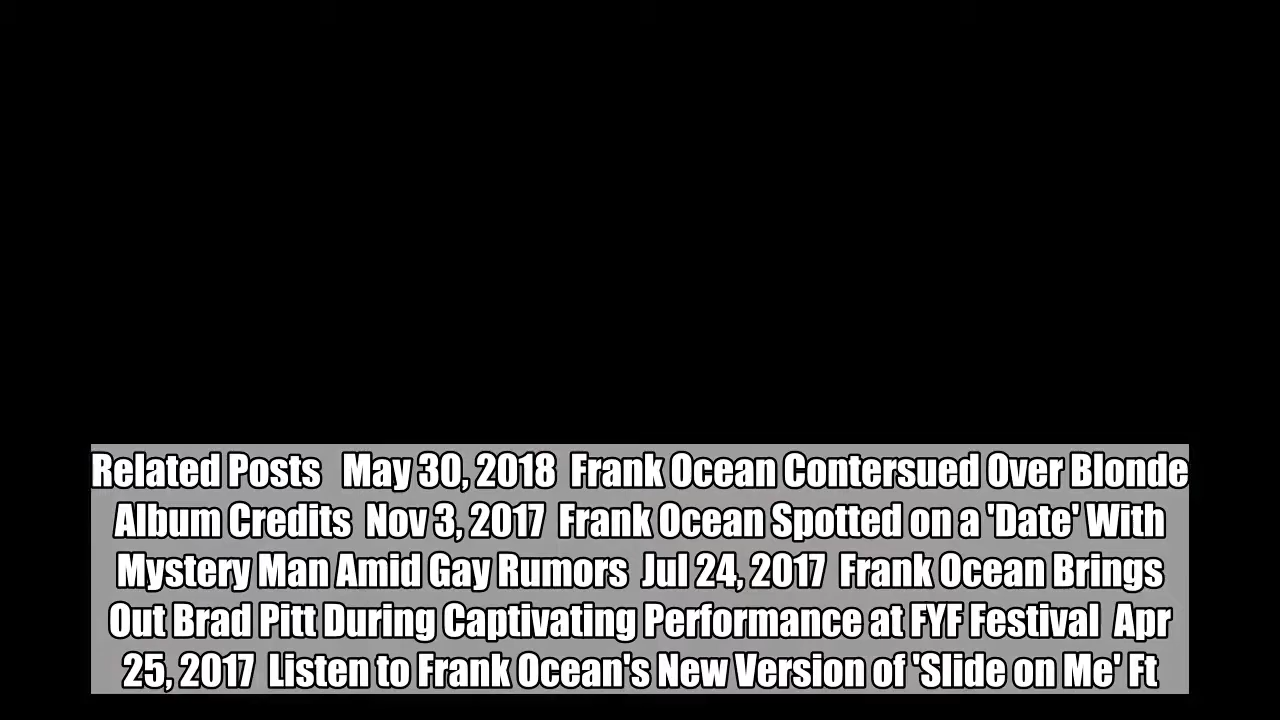 Related Posts   May 30, 2018  Frank Ocean Contersued Over Blonde
Album Credits  Nov 3, 2017  Frank Ocean Spotted on a 'Date' With
Mystery Man Amid Gay Rumors  Jul 24, 2017  Frank Ocean Brings
Out Brad Pitt During Captivating Performance at FYF Festival  Apr
25, 2017  Listen to Frank Ocean's New Version of 'Slide on Me' Ft